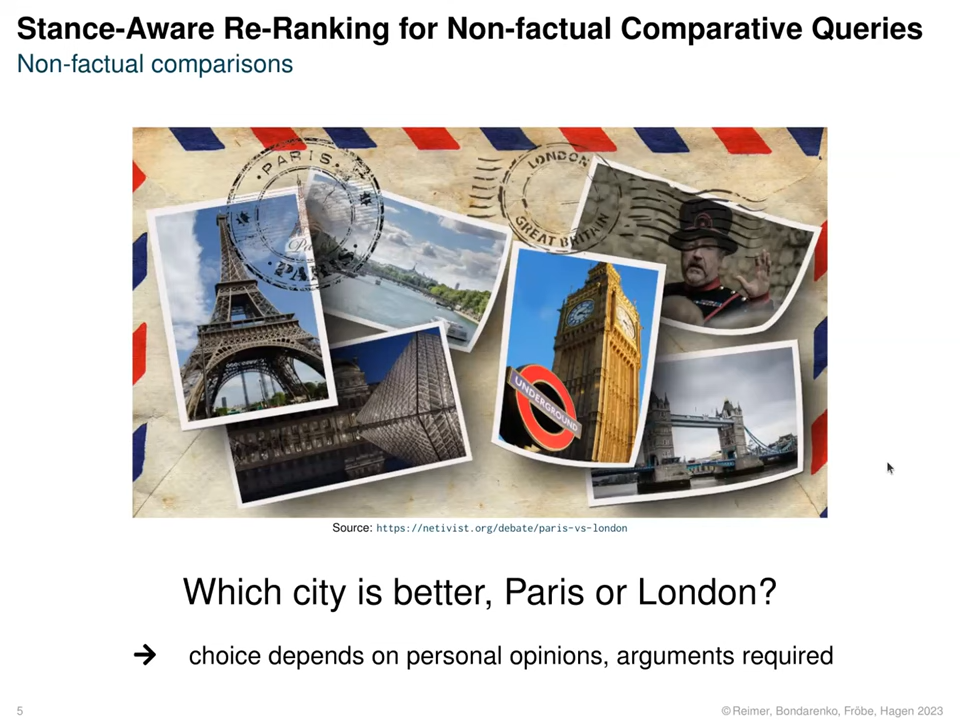 Stance-Aware Re-Ranking for Non-factual Comparative Queries
Non-factual comparisons
PARIS
PARIS
LONDON
GREAT BRITAIN
UNDERGROUND
Source: https://netivist.org/debate/paris-vs-london
Which city is better, Paris or London?
➔ choice depends on personal opinions, arguments required
5
© Reimer, Bondarenko, Fröbe, Hagen 2023